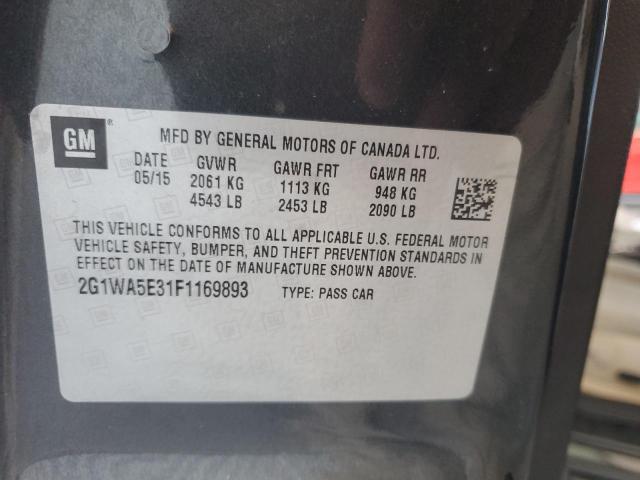 GM®
MFD BY GENERAL MOTORS OF CANADA LTD.
DATE GVWR GAWR FRT GAWR RR
05/15 2061 KG 1113 KG 948 KG
4543 LB 2453 LB 2090 LB
THIS VEHICLE CONFORMS TO ALL APPLICABLE U.S. FEDERAL MOTOR
VEHICLE SAFETY, BUMPER, AND THEFT PREVENTION STANDARDS IN
EFFECT ON THE DATE OF MANUFACTURE SHOWN ABOVE.
2G1WA5E31F1169893 TYPE: PASS CAR